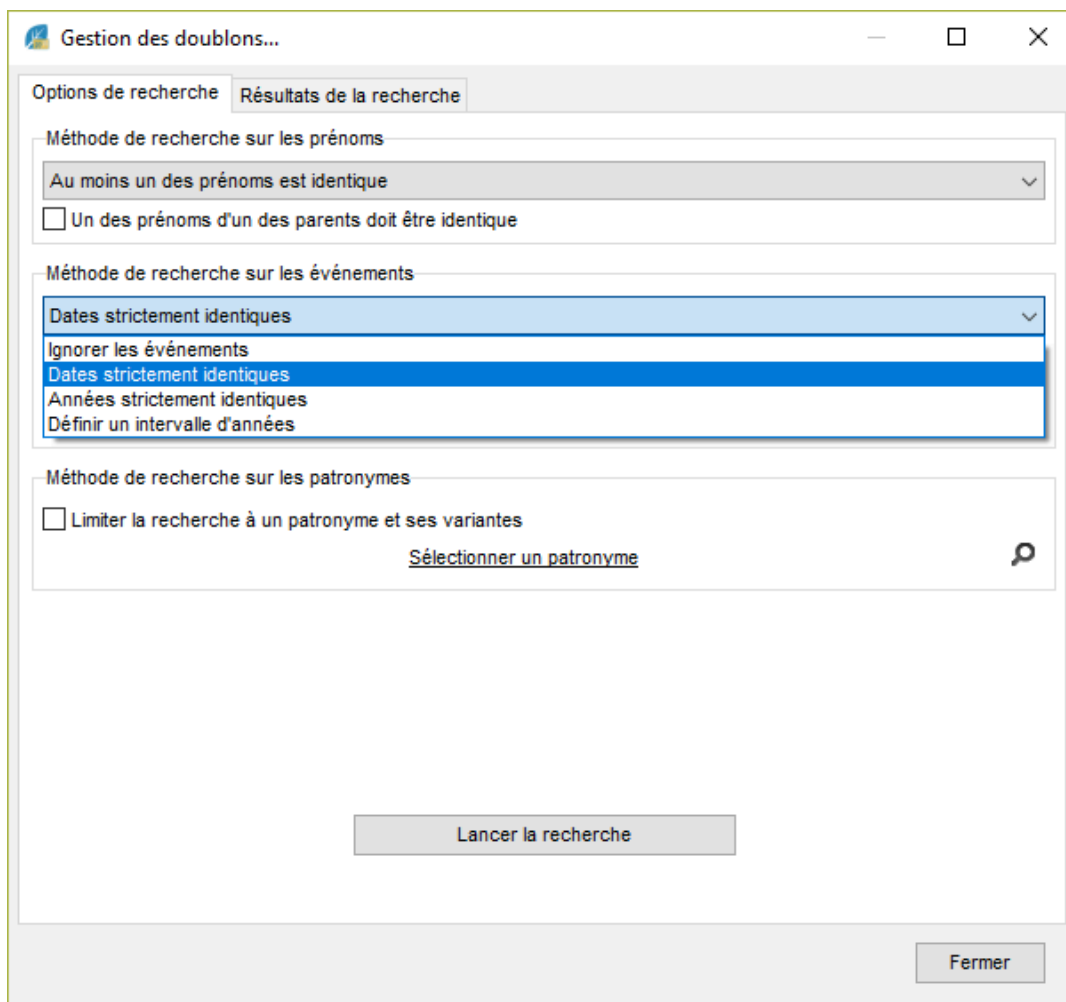 Gestion des doublons...
Options de recherche
Résultats de la recherche
Méthode de recherche sur les prénoms
Au moins un des prénoms est identique
Un des prénoms d'un des parents doit être identique
Méthode de recherche sur les événements
Dates strictement identiques
Ignorer les événements
Dates strictement identiques
Années strictement identiques
Définir un intervalle d'années
Méthode de recherche sur les patronymes
Limiter la recherche à un patronyme et ses variantes
Sélectionner un patronyme
Lancer la recherche
Fermer